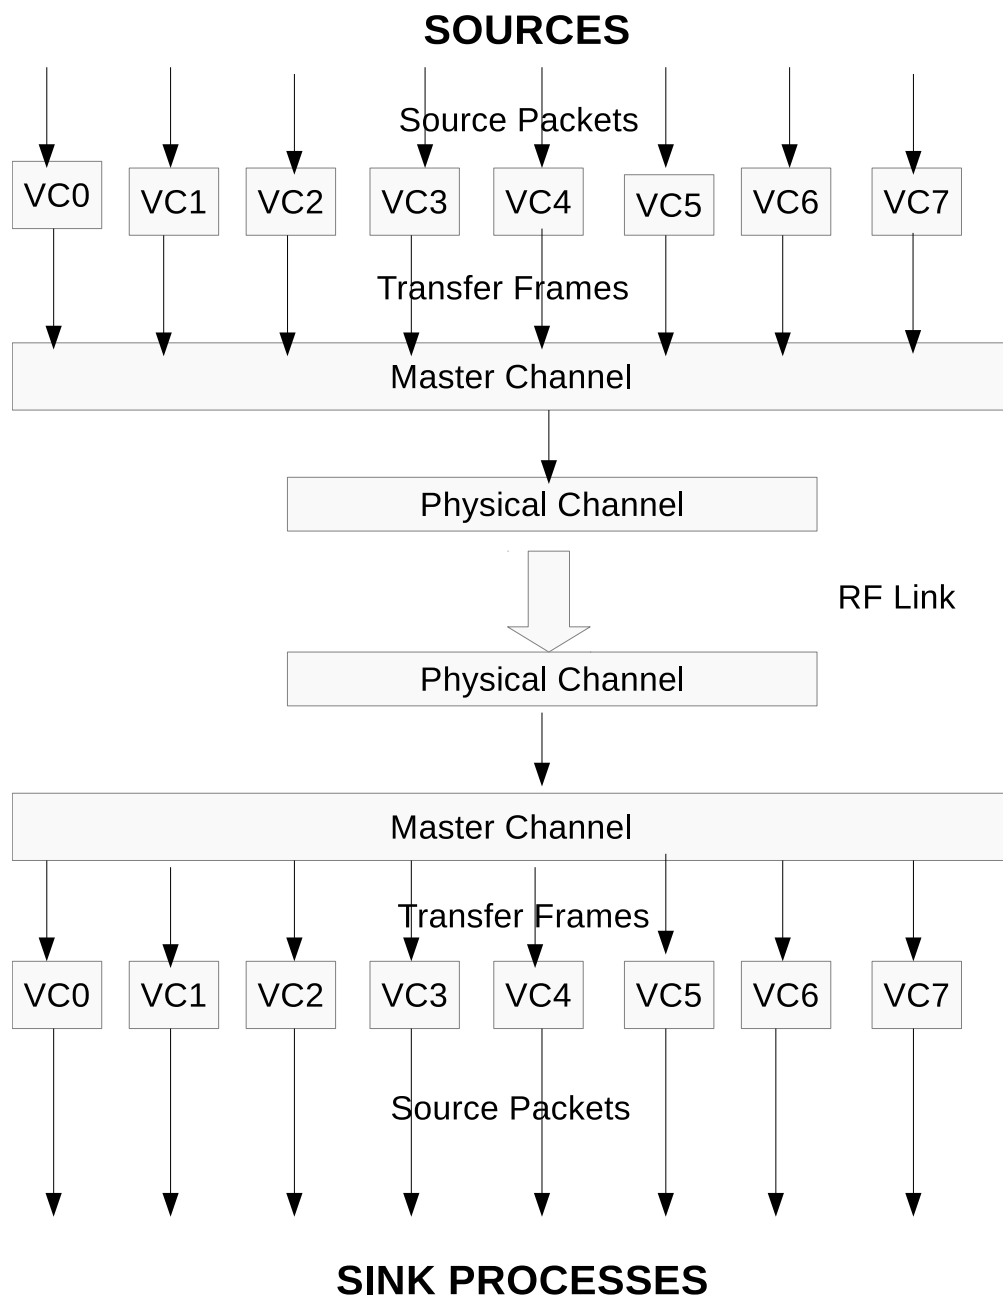 SOURCES
Source Packets
VC0 VC1 VC2 VC3 VC4 VC5 VC6 VC7
Transfer Frames
Master Channel
Physical Channel
RF Link
Physical Channel
Master Channel
Transfer Frames
VC0 VC1 VC2 VC3 VC4 VC5 VC6 VC7
Source Packets
SINK PROCESSES